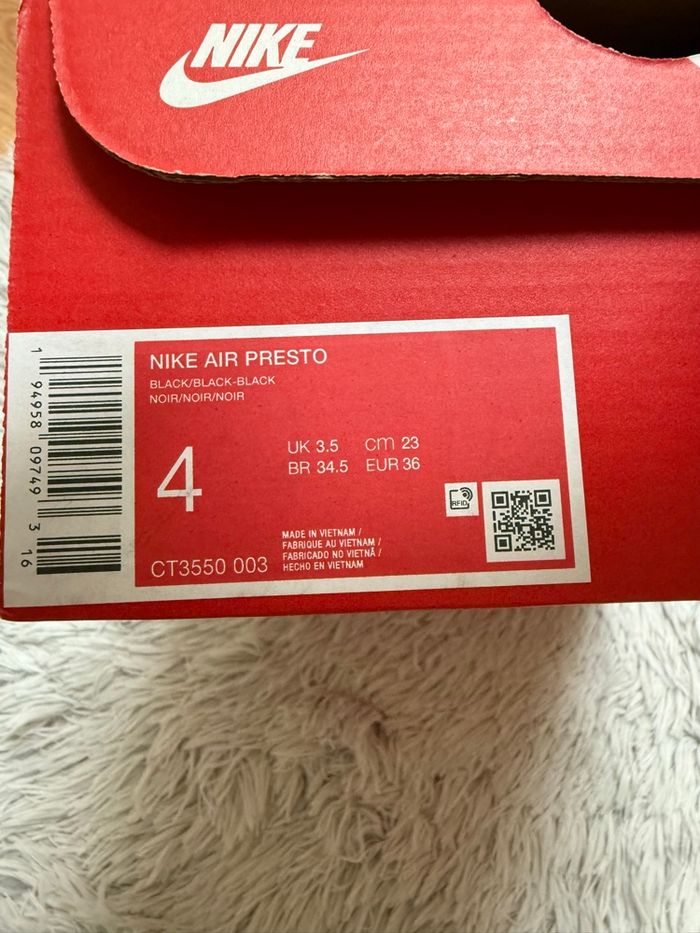 NIKE
NIKE AIR PRESTO
BLACK/BLACK-BLACK
NOIR/NOIR/NOIR
4
UK 3.5 cm 23
BR 34.5 EUR 36
RFID
MADE IN VIETNAM /
FABRIQUE AU VIETNAM /
FABRICADO NO VIETNÃ /
HECHO EN VIETNAM
CT3550 003
1 94958 09749 3 16